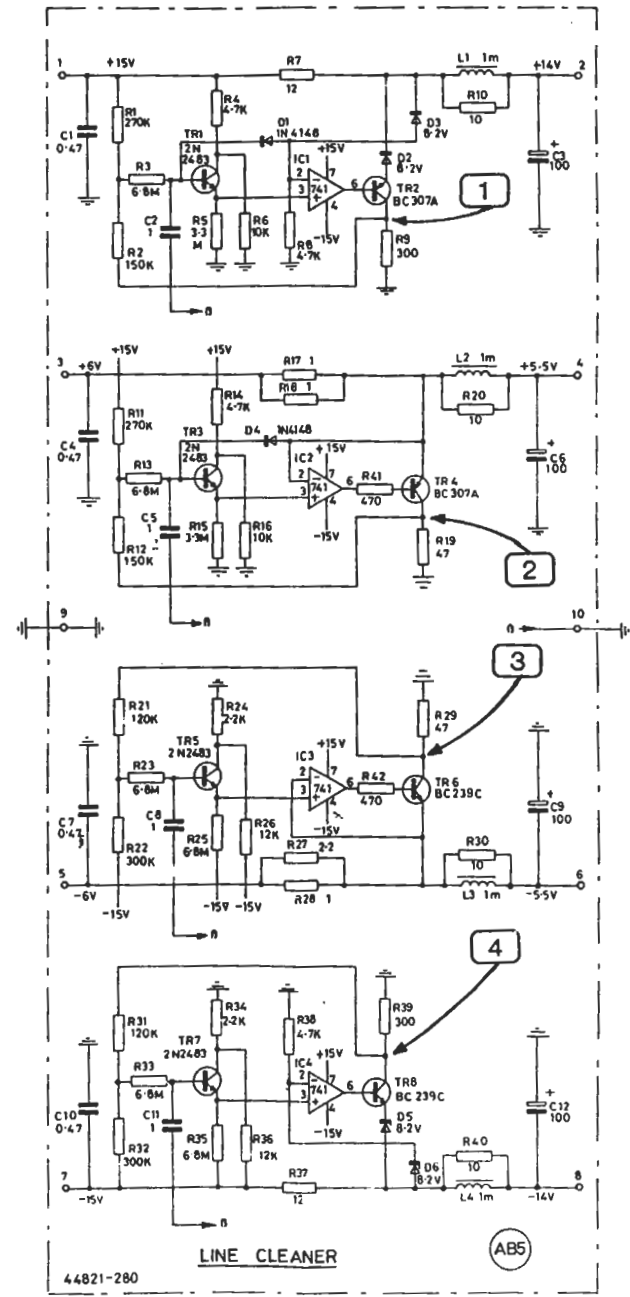 1 +15V R7 L1 1m +14V 2
12
R1 270K
R4 4·7K
D1 1N4148
D3 8·2V
R10 10
C1 0·47
TR1 2N 2483
IC1 +15V
D2 8·2V
+ C3 100
R3 6·8M
2 - 7
741 6
3 + 4
TR2 BC307A
1
C2 1
R5 3·3 M
R6 10K
-15V
R8 4·7K
R9 300
R2 150K
n
3 +6V +15V +15V R17 1 L2 1m +5·5V 4
R18 1
R11 270K
R14 4·7K
R20 10
C4 0·47
TR3 2N 2483
D4 1N4148
IC2 +15V
+ C6 100
R13 6·8M
2 - 7
741 6
3 + 4
R41 470
TR4 BC307A
C5 1
R15 3·3M
R16 10K
-15V
R19 47
R12 150K
2
n
9 n 10
3
R21 120K
R24 2·2K
R29 47
TR5 2N2483
IC3 +15V
R23 6·8M
2 - 7
741 6
3 + 4
R42 470
TR6 BC239C
C7 0·47
C8 1
R25 6·8M
R26 12K
+ C9 100
R22 300K
R27 2·2
R30 10
5 -6V -15V -15V -15V R28 1 L3 1m -5·5V 6
n
4
R31 120K
R34 2·2K
R38 4·7K
R39 300
TR7 2N2483
IC4 +15V
R33 6·8M
2 - 7
741 6
3 + 4
-15V
TR8 BC239C
C10 0·47
C11 1
D5 8·2V
+ C12 100
R32 300K
R35 6·8M
R36 12K
R37 12
D6 8·2V
R40 10
7 -15V L4 1m -14V 8
n
LINE CLEANER
AB5
44821-280